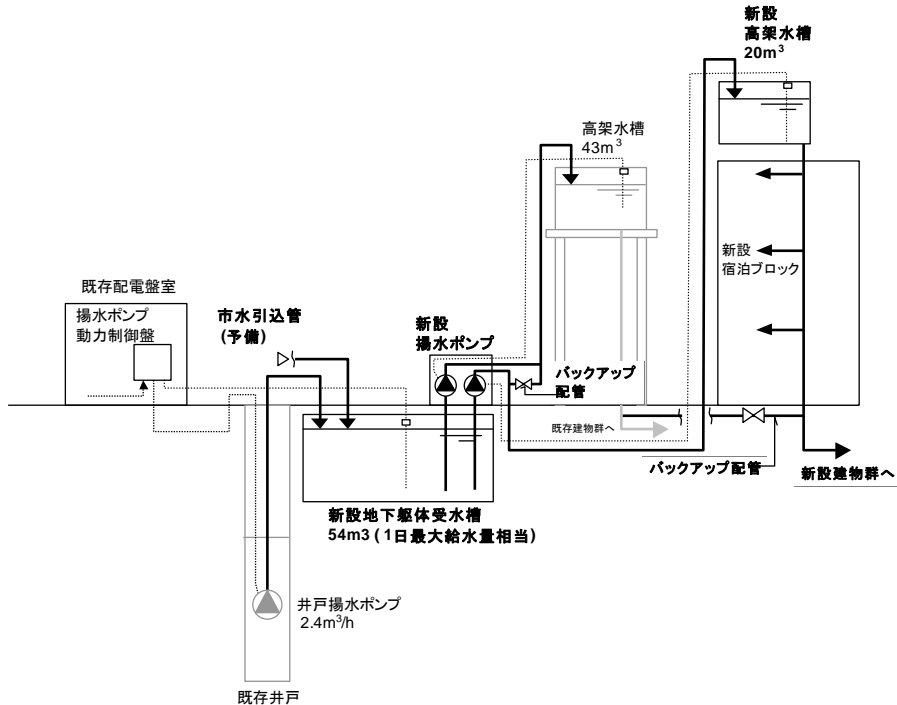 新設
高架水槽
20m³
高架水槽
43m³
新設
宿泊ブロック
既存配電盤室
揚水ポンプ
動力制御盤
市水引込管
(予備)
新設
揚水ポンプ
バックアップ
配管
既存建物群へ
バックアップ配管
新設建物群へ
新設地下躯体受水槽
54m3 (1日最大給水量相当)
井戸揚水ポンプ
2.4m³/h
既存井戸